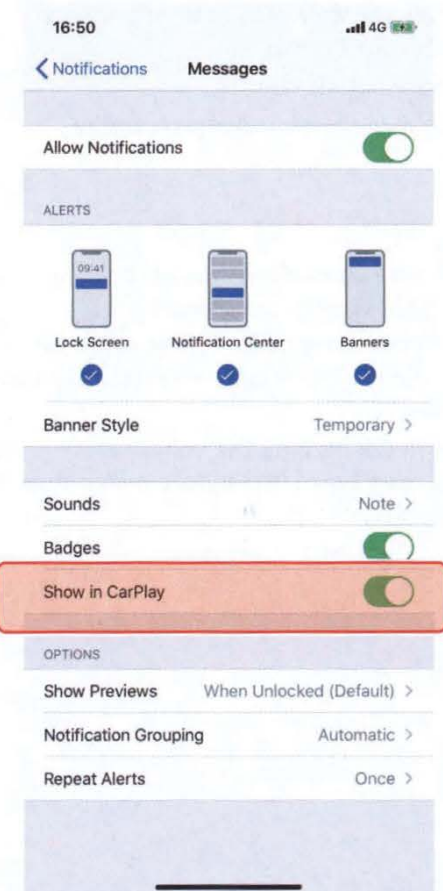 16:50 4G
Notifications Messages
Allow Notifications
ALERTS
09:41
Lock Screen Notification Center Banners
Banner Style Temporary
Sounds Note
Badges
Show in CarPlay
OPTIONS
Show Previews When Unlocked (Default)
Notification Grouping Automatic
Repeat Alerts Once